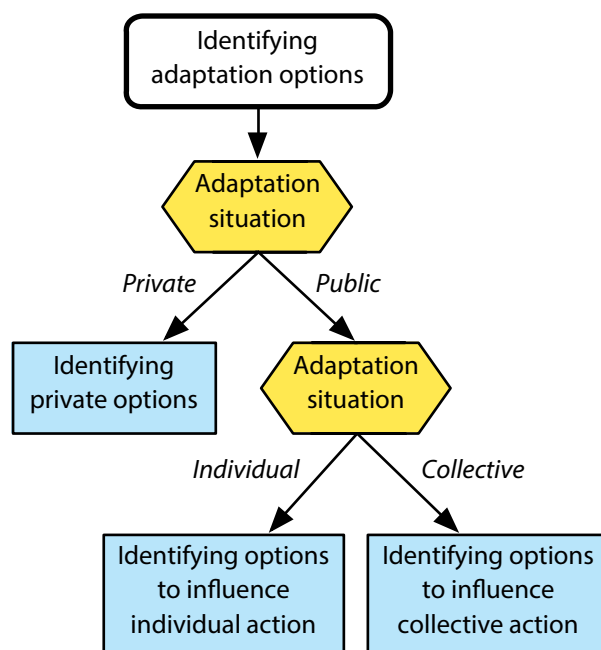 Identifying
adaptation options
Adaptation
situation
Private
Public
Identifying
private options
Adaptation
situation
Individual
Collective
Identifying options
to influence
individual action
Identifying options
to influence
collective action